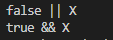 false || X
true && X